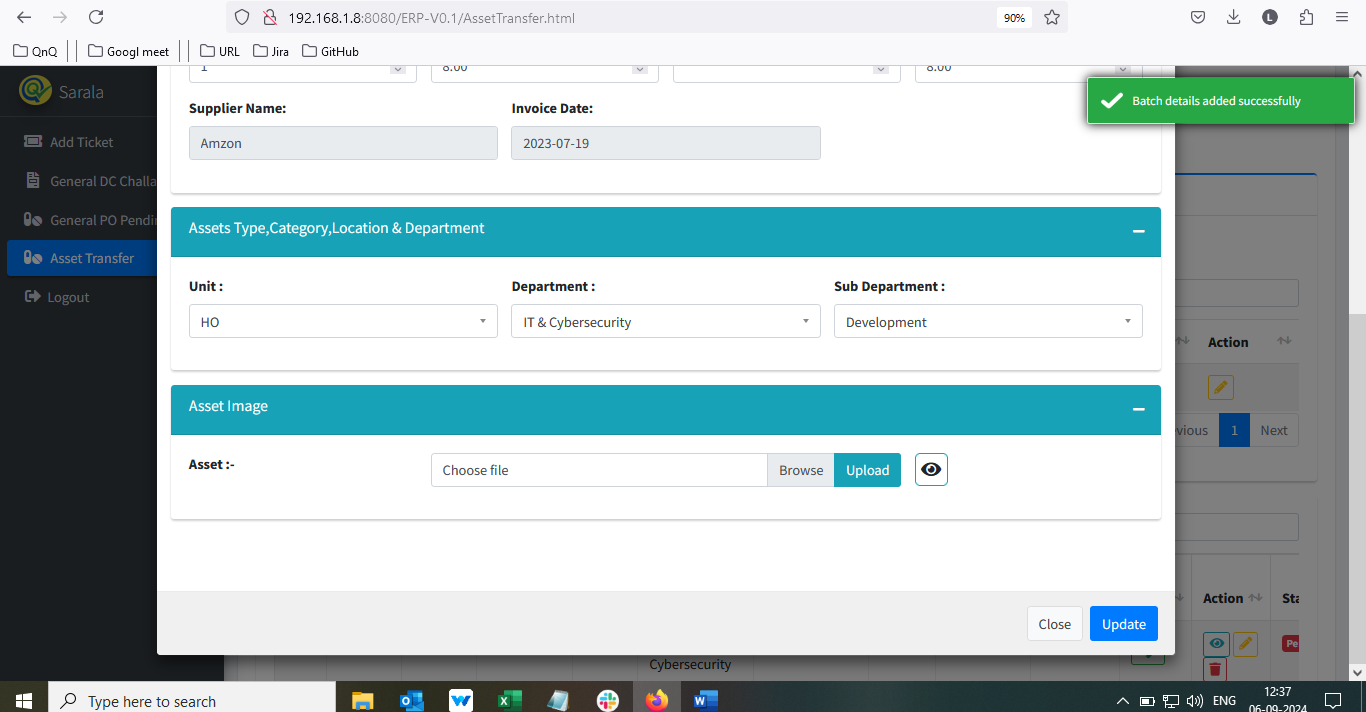 192.168.1.8:8080/ERP-V0.1/AssetTransfer.html
90%
L
QnQ
Googl meet
URL
Jira
GitHub
Sarala
Add Ticket
General DC Challa
General PO Pendin
Asset Transfer
Logout
1
8.00
8.00
Batch details added successfully
Supplier Name:
Invoice Date:
Amzon
2023-07-19
Assets Type,Category,Location & Department
Unit :
Department :
Sub Department :
HO
IT & Cybersecurity
Development
Action
Asset Image
vious
1
Next
Asset :-
Choose file
Browse
Upload
Action
Sta
Close
Update
Pe
Cybersecurity
Type here to search
ENG
12:37
06-09-2024